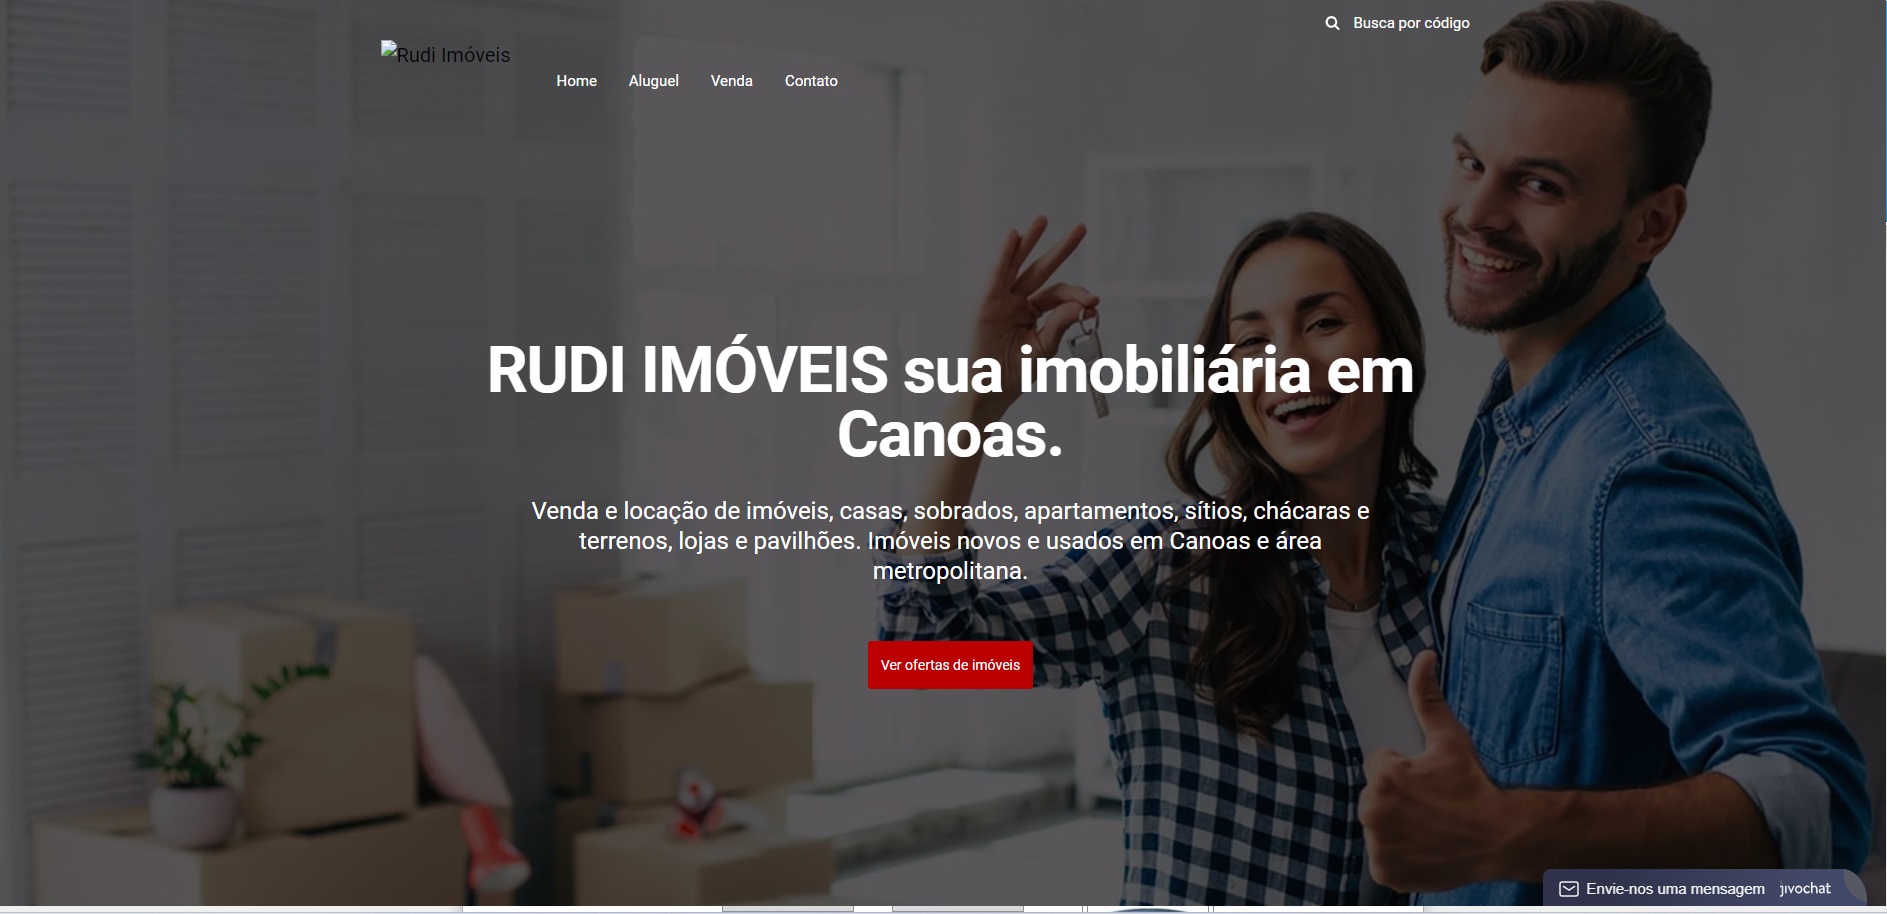 Busca por código
Rudi Imóveis
Home Aluguel Venda Contato
RUDI IMÓVEIS sua imobiliária em
Canoas.
Venda e locação de imóveis, casas, sobrados, apartamentos, sítios, chácaras e
terrenos, lojas e pavilhões. Imóveis novos e usados em Canoas e área
metropolitana.
Ver ofertas de imóveis
Envie-nos uma mensagem jivochat